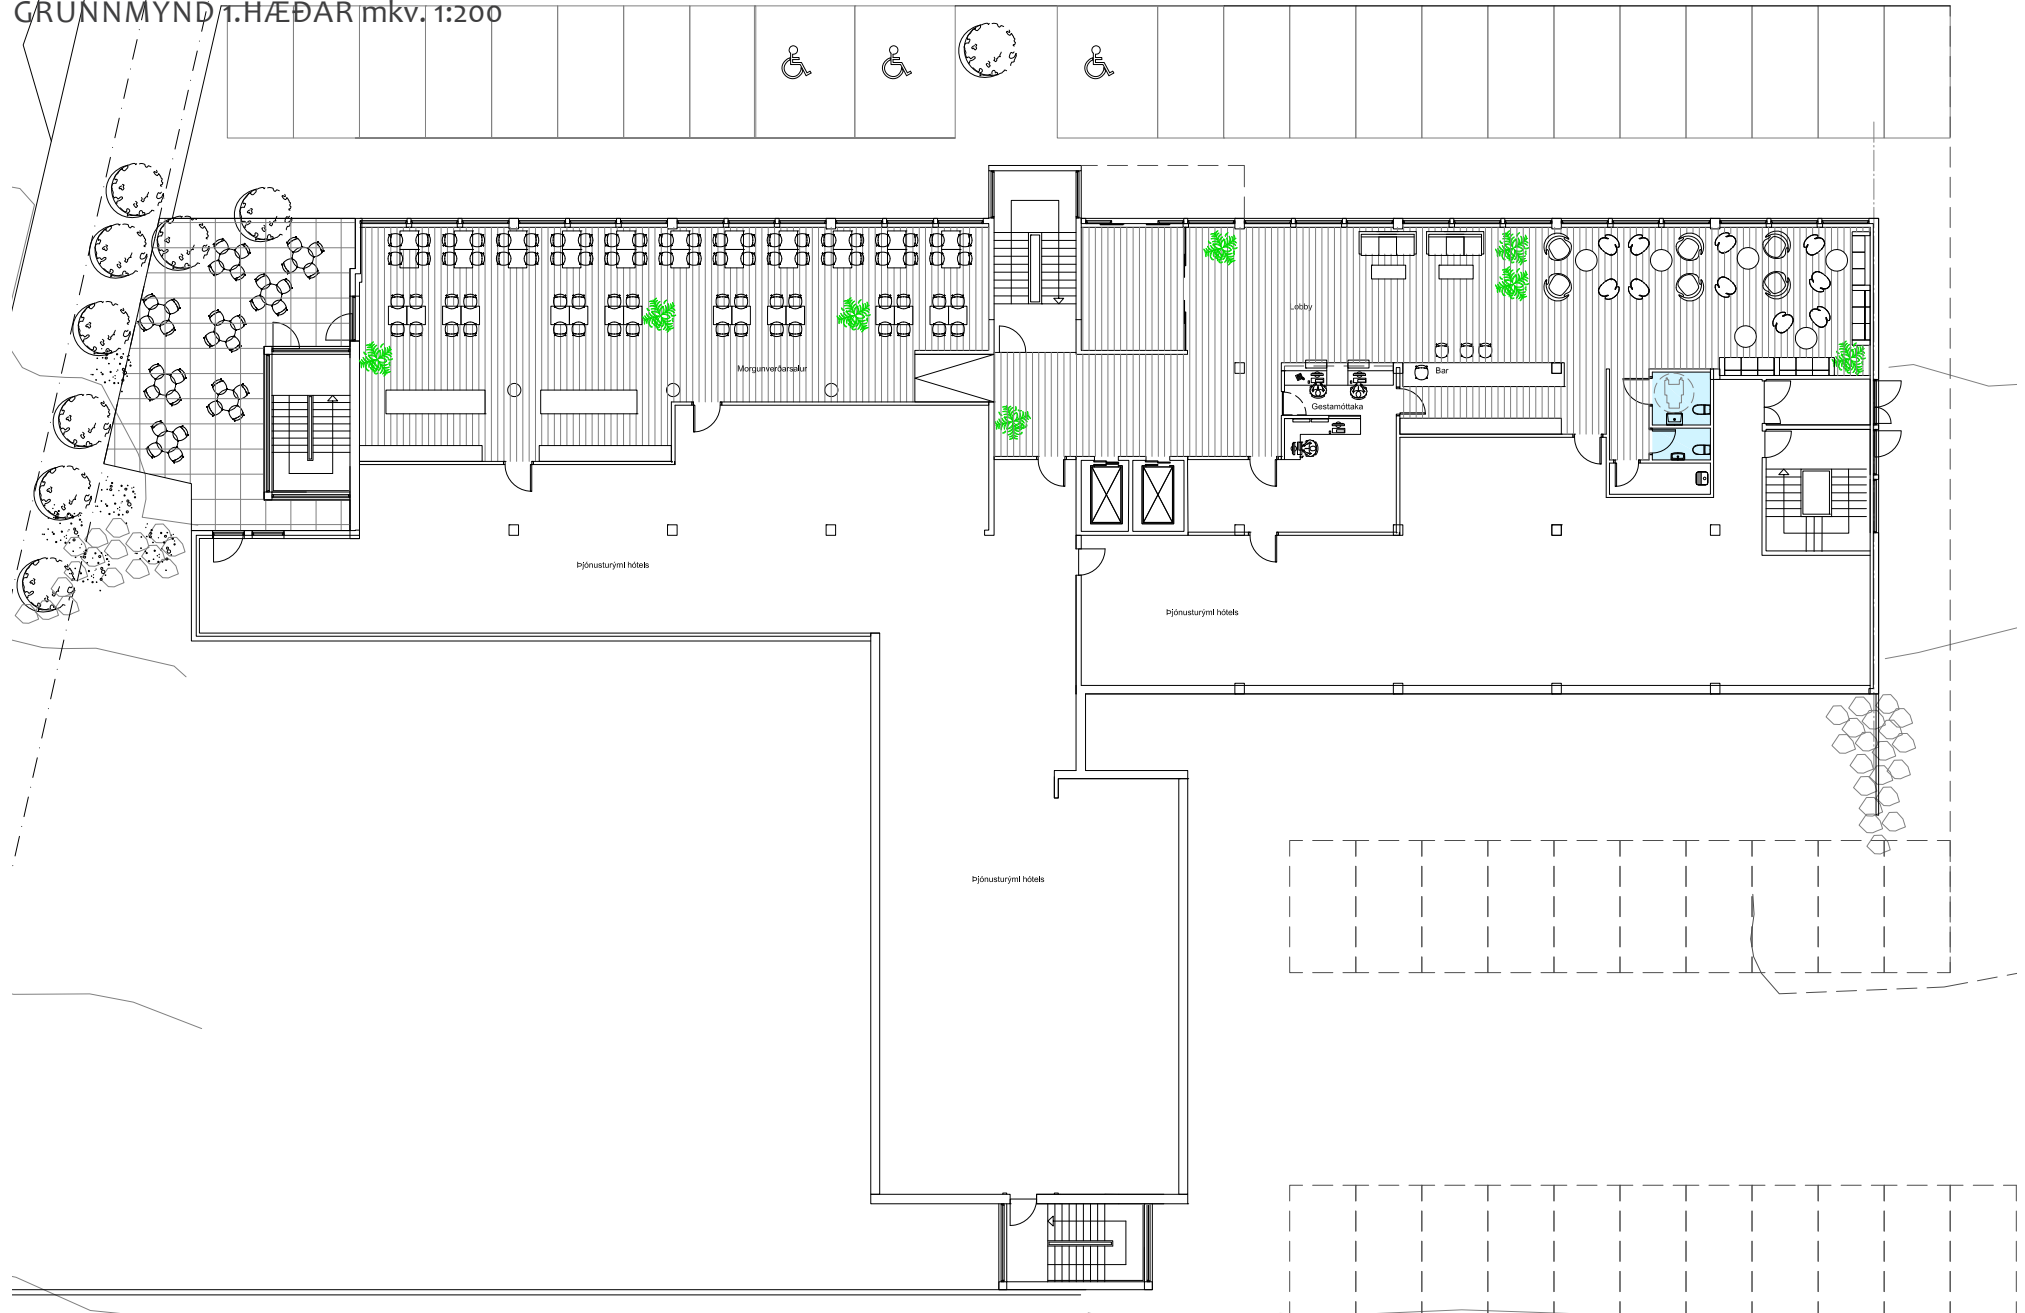 GRUNNMYND 1.HÆÐAR mkv. 1:200
Lobby
Morgunverðarsalur
Bar
Gestamóttaka
Þjónusturými hótels
Þjónusturými hótels
Þjónusturými hótels